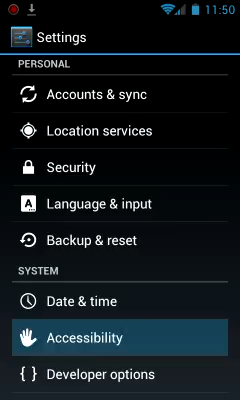 11:50
Settings
PERSONAL
Accounts & sync
Location services
Security
Language & input
Backup & reset
SYSTEM
Date & time
Accessibility
Developer options